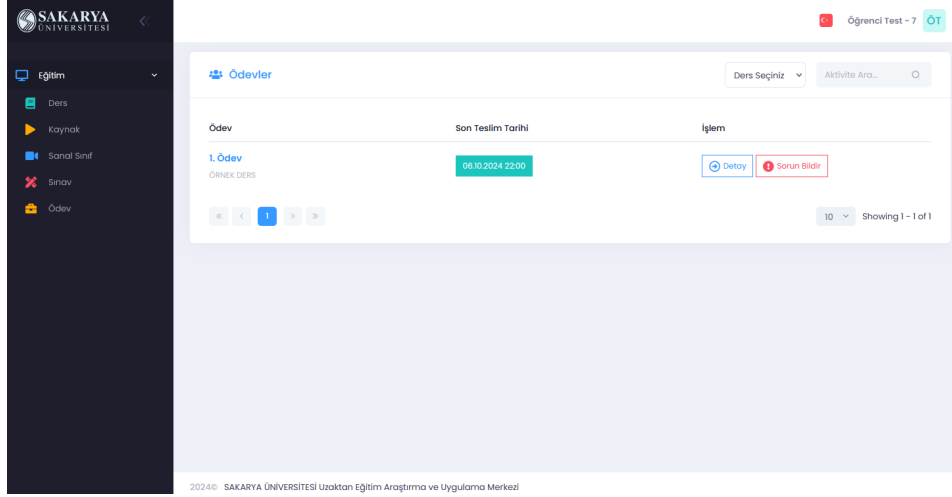 SAKARYA
ÜNİVERSİTESİ
Öğrenci Test - 7 ÖT
Eğitim
Ders
Kaynak
Sanal Sınıf
Sınav
Ödev
Ödevler
Ders Seçiniz
Aktivite Ara...
Ödev Son Teslim Tarihi İşlem
1. Ödev
ÖRNEK DERS
06.10.2024 22:00
Detay Sorun Bildir
« ‹ 1 › »
10 Showing 1 - 1 of 1
2024© SAKARYA ÜNİVERSİTESİ Uzaktan Eğitim Araştırma ve Uygulama Merkezi